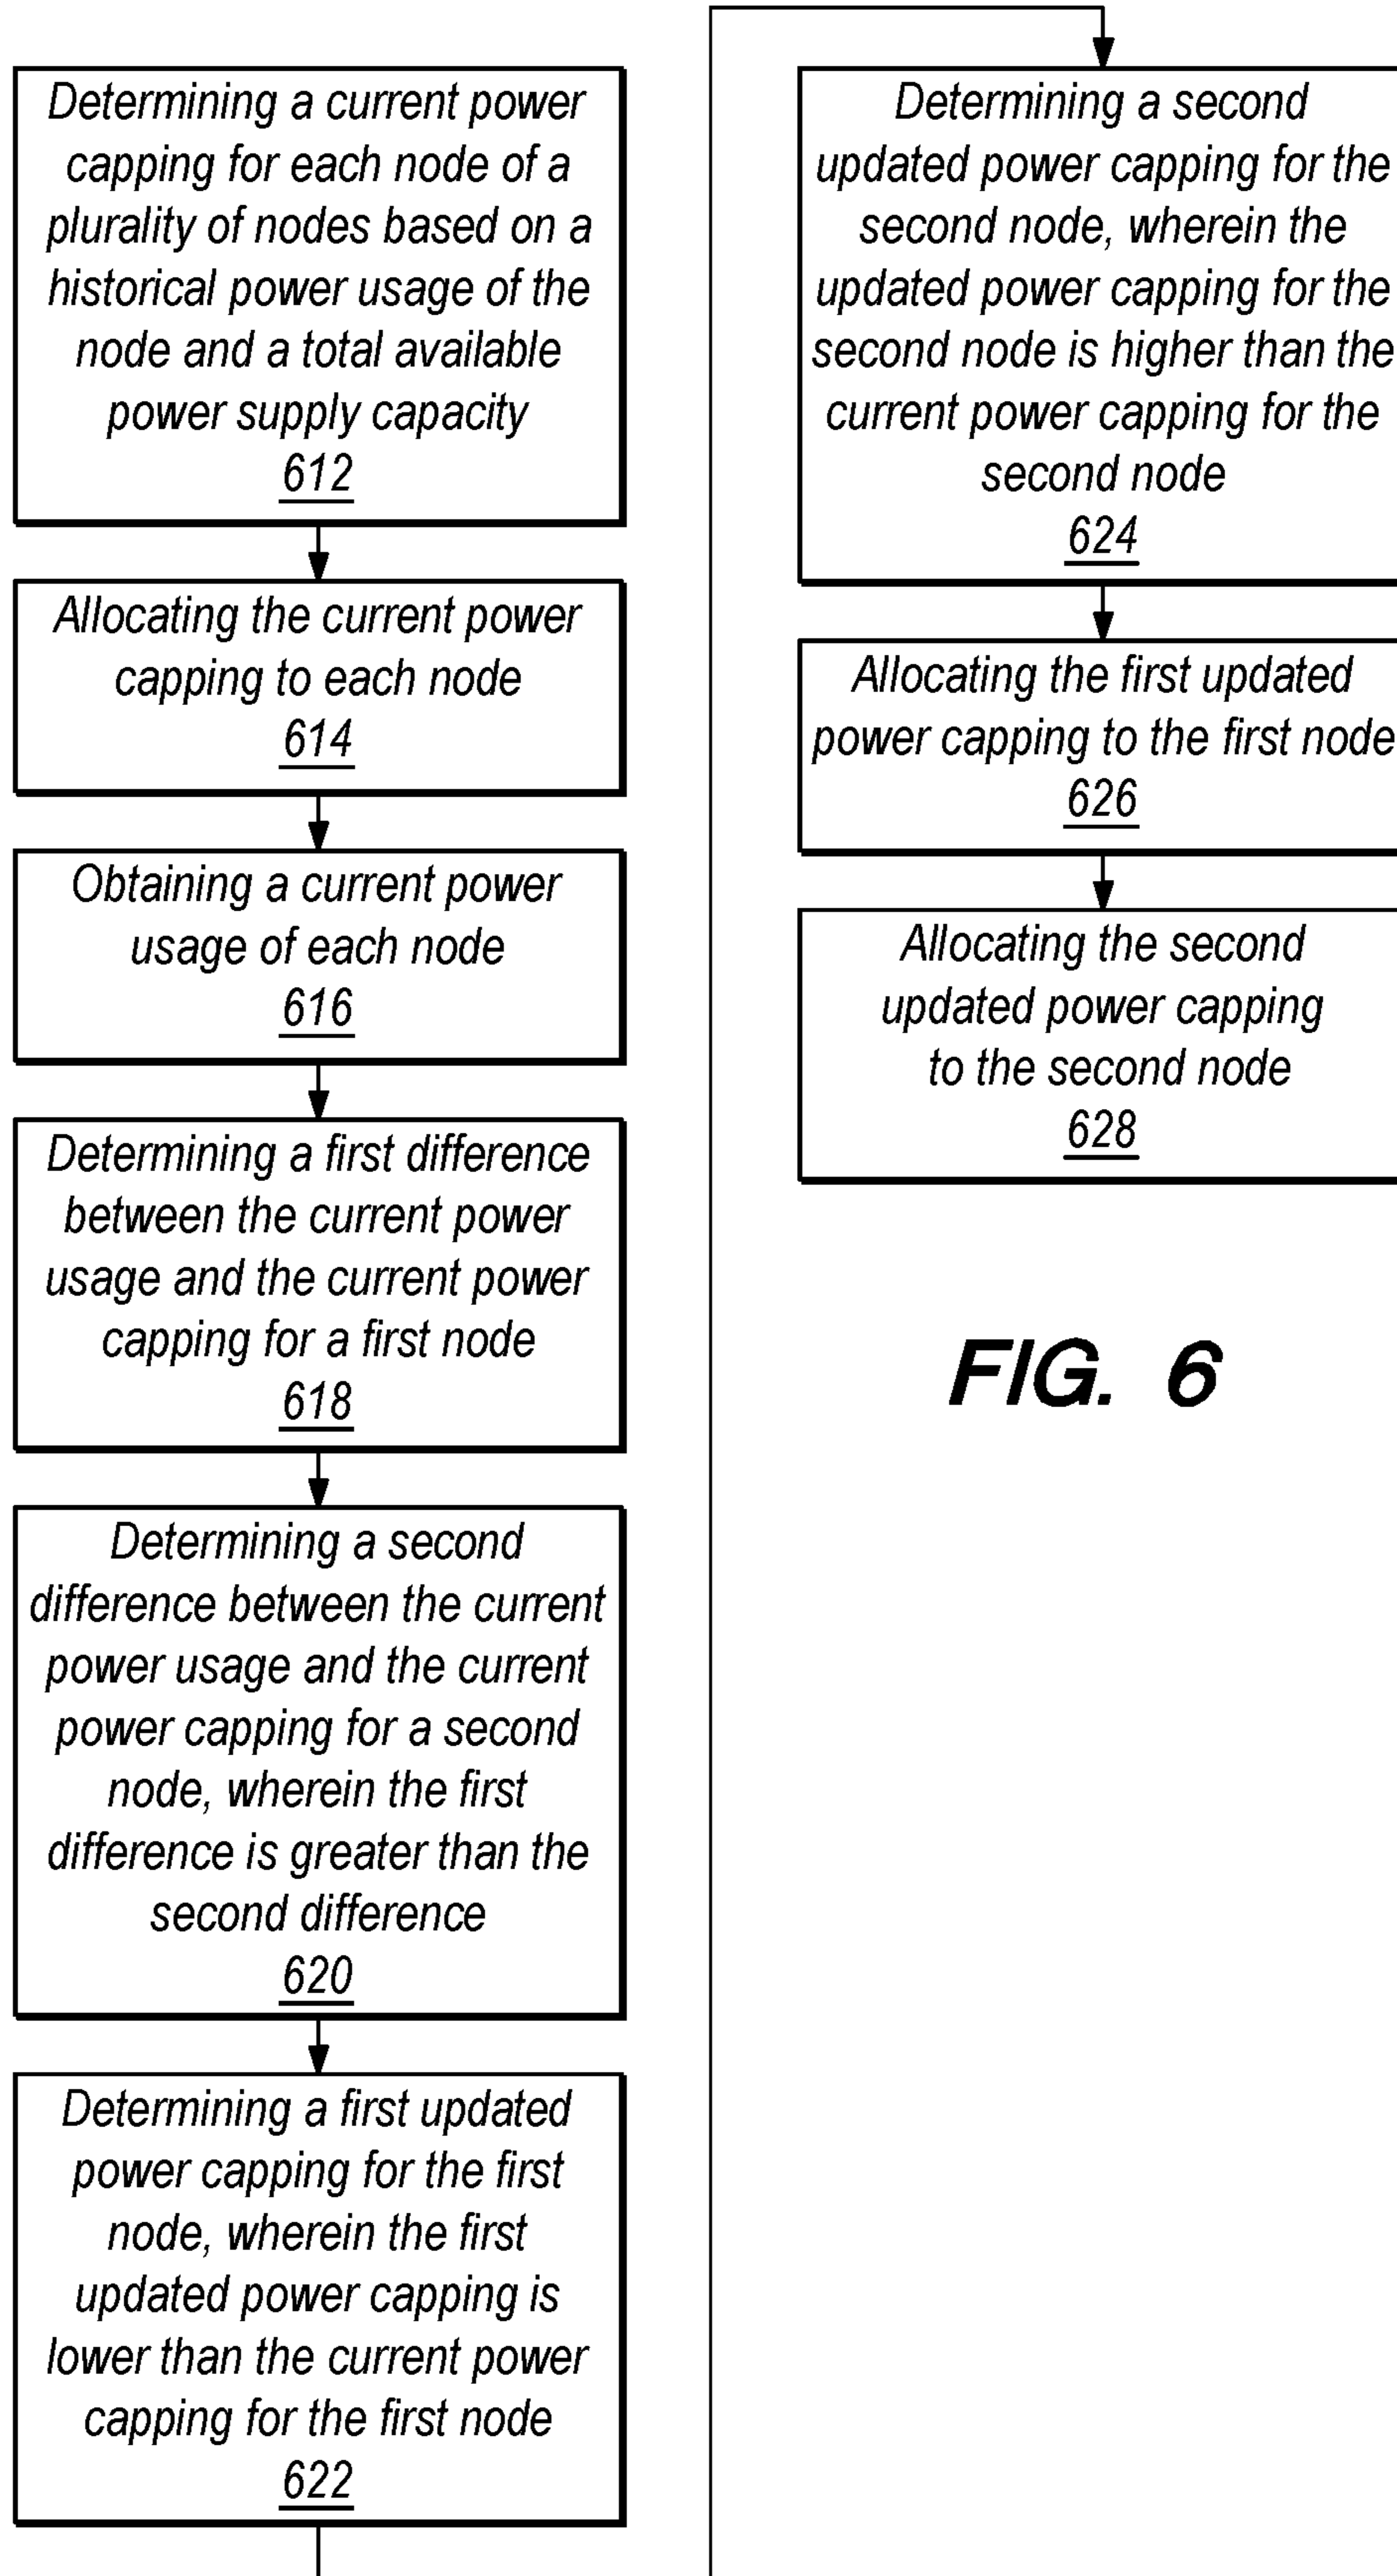 Determining a current power
capping for each node of a
plurality of nodes based on a
historical power usage of the
node and a total available
power supply capacity
612
Allocating the current power
capping to each node
614
Obtaining a current power
usage of each node
616
Determining a first difference
between the current power
usage and the current power
capping for a first node
618
Determining a second
difference between the current
power usage and the current
power capping for a second
node, wherein the first
difference is greater than the
second difference
620
Determining a first updated
power capping for the first
node, wherein the first
updated power capping is
lower than the current power
capping for the first node
622
Determining a second
updated power capping for the
second node, wherein the
updated power capping for the
second node is higher than the
current power capping for the
second node
624
Allocating the first updated
power capping to the first node
626
Allocating the second
updated power capping
to the second node
628
FIG. 6